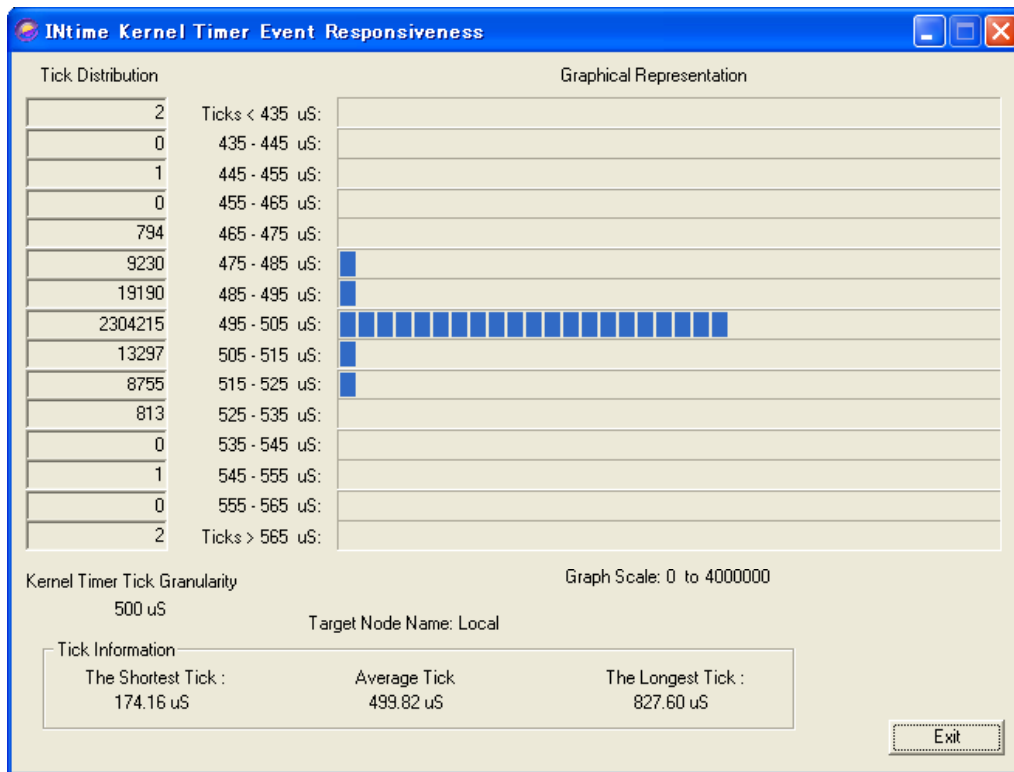 INtime Kernel Timer Event Responsiveness
Tick Distribution Graphical Representation
2 Ticks < 435 uS:
0 435 - 445 uS:
1 445 - 455 uS:
0 455 - 465 uS:
794 465 - 475 uS:
9230 475 - 485 uS:
19190 485 - 495 uS:
2304215 495 - 505 uS:
13297 505 - 515 uS:
8755 515 - 525 uS:
813 525 - 535 uS:
0 535 - 545 uS:
1 545 - 555 uS:
0 555 - 565 uS:
2 Ticks > 565 uS:
Kernel Timer Tick Granularity Graph Scale: 0 to 4000000
500 uS
Target Node Name: Local
Tick Information
The Shortest Tick : Average Tick The Longest Tick :
174.16 uS 499.82 uS 827.60 uS
Exit